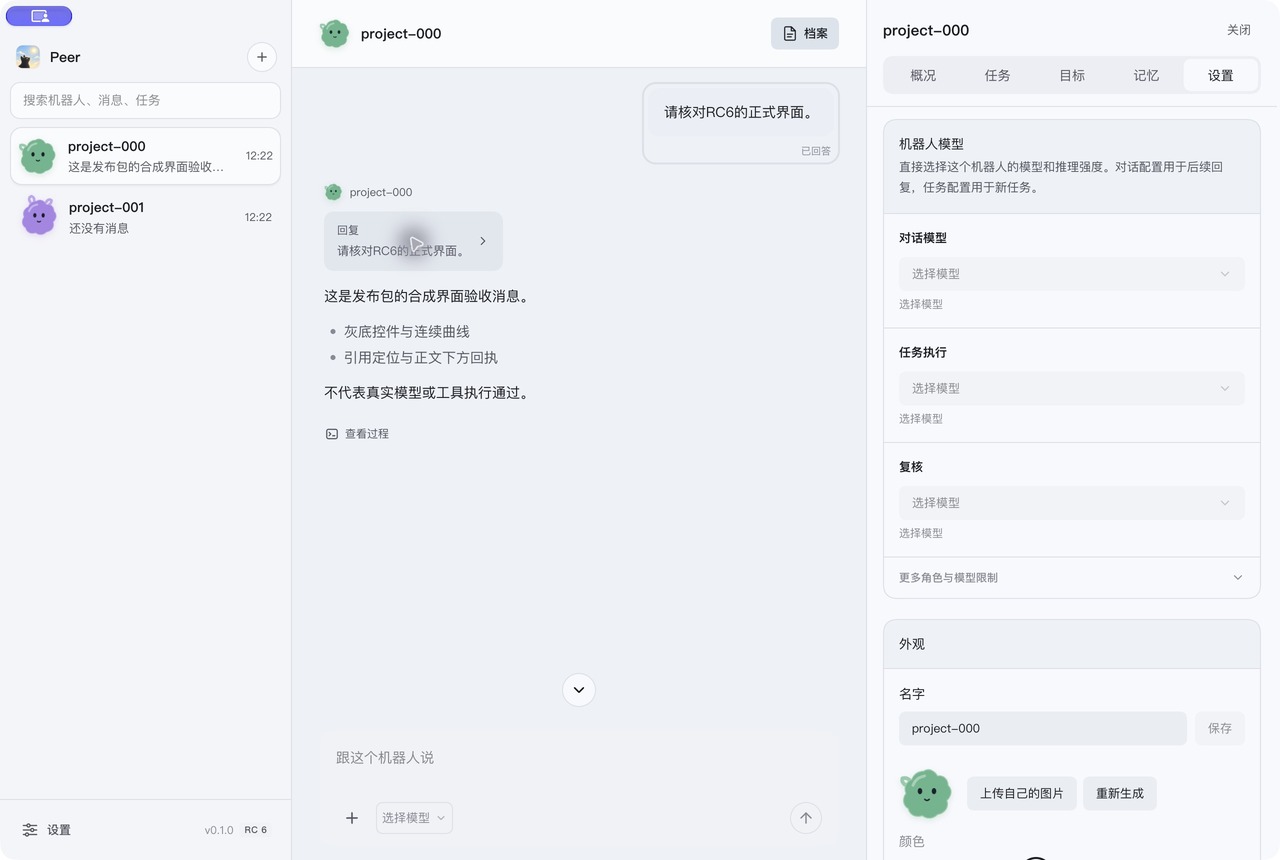 Peer
搜索机器人、消息、任务
project-000
12:22
这是发布包的合成界面验收…
project-001
12:22
还没有消息
设置
v0.1.0
RC 6
project-000
档案
请核对RC6的正式界面。
已回答
project-000
回复
请核对RC6的正式界面。
这是发布包的合成界面验收消息。
灰底控件与连续曲线
引用定位与正文下方回执
不代表真实模型或工具执行通过。
查看过程
跟这个机器人说
选择模型
project-000
关闭
概况
任务
目标
记忆
设置
机器人模型
直接选择这个机器人的模型和推理强度。对话配置用于后续回
复，任务配置用于新任务。
对话模型
选择模型
选择模型
任务执行
选择模型
选择模型
复核
选择模型
选择模型
更多角色与模型限制
外观
名字
project-000
保存
上传自己的图片
重新生成
颜色